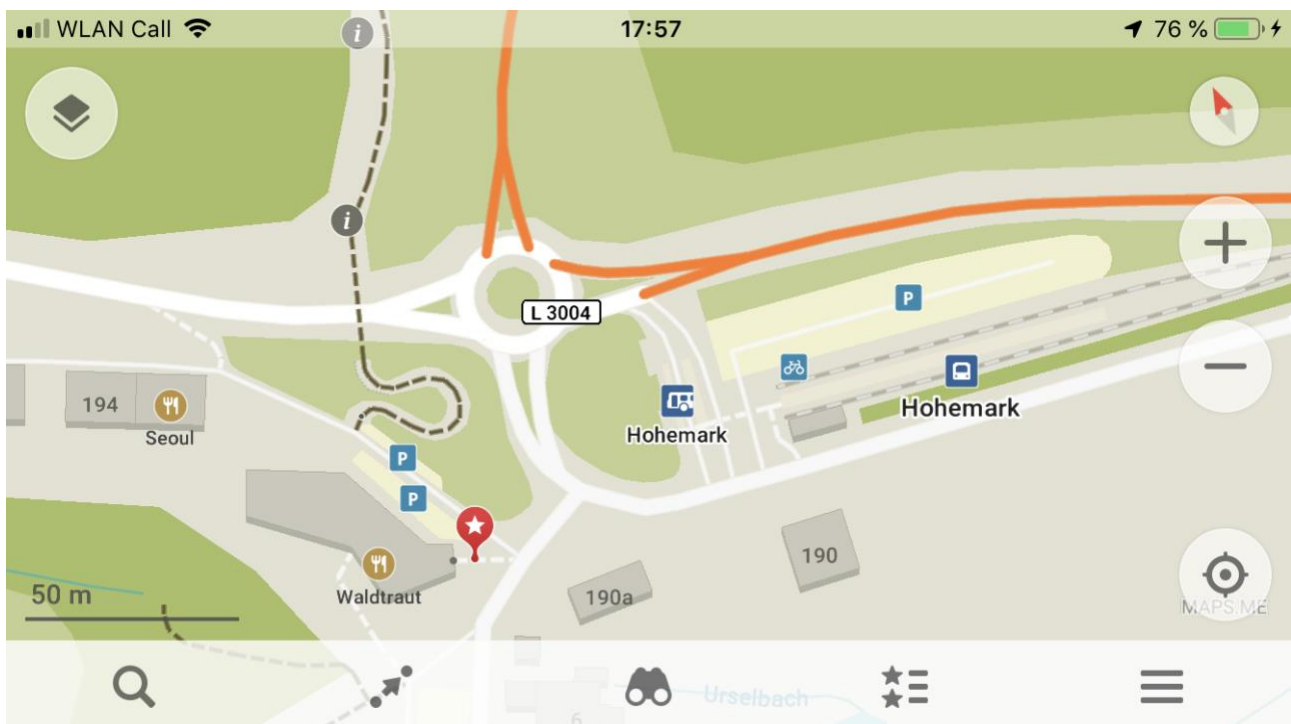 WLAN Call
17:57
76 %
i
i
L 3004
P
194
Seoul
Hohemark
Hohemark
P
P
190
Waldtraut
190a
50 m
MAPS.ME
Urselbach
6